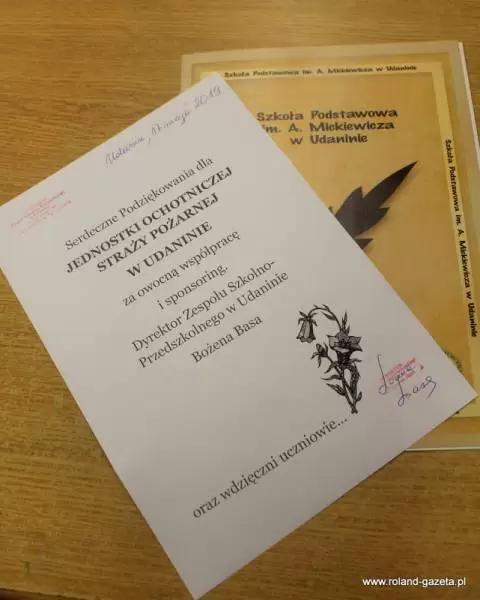 Udanin, 17 maja 2019
Serdeczne Podziękowania dla
JEDNOSTKI OCHOTNICZEJ
STRAŻY POŻARNEJ
W UDANINIE
za owocną współpracę
i sponsoring.
Dyrektor Zespołu Szkolno-
Przedszkolnego w Udaninie
Bożena Basa
oraz wdzięczni uczniowie...
Szkoła Podstawowa im. A. Mickiewicza w Udaninie
Szkoła Podstawowa
im. A. Mickiewicza
w Udaninie
Szkoła Podstawowa im. A. Mickiewicza w Udaninie
www.roland-gazeta.pl